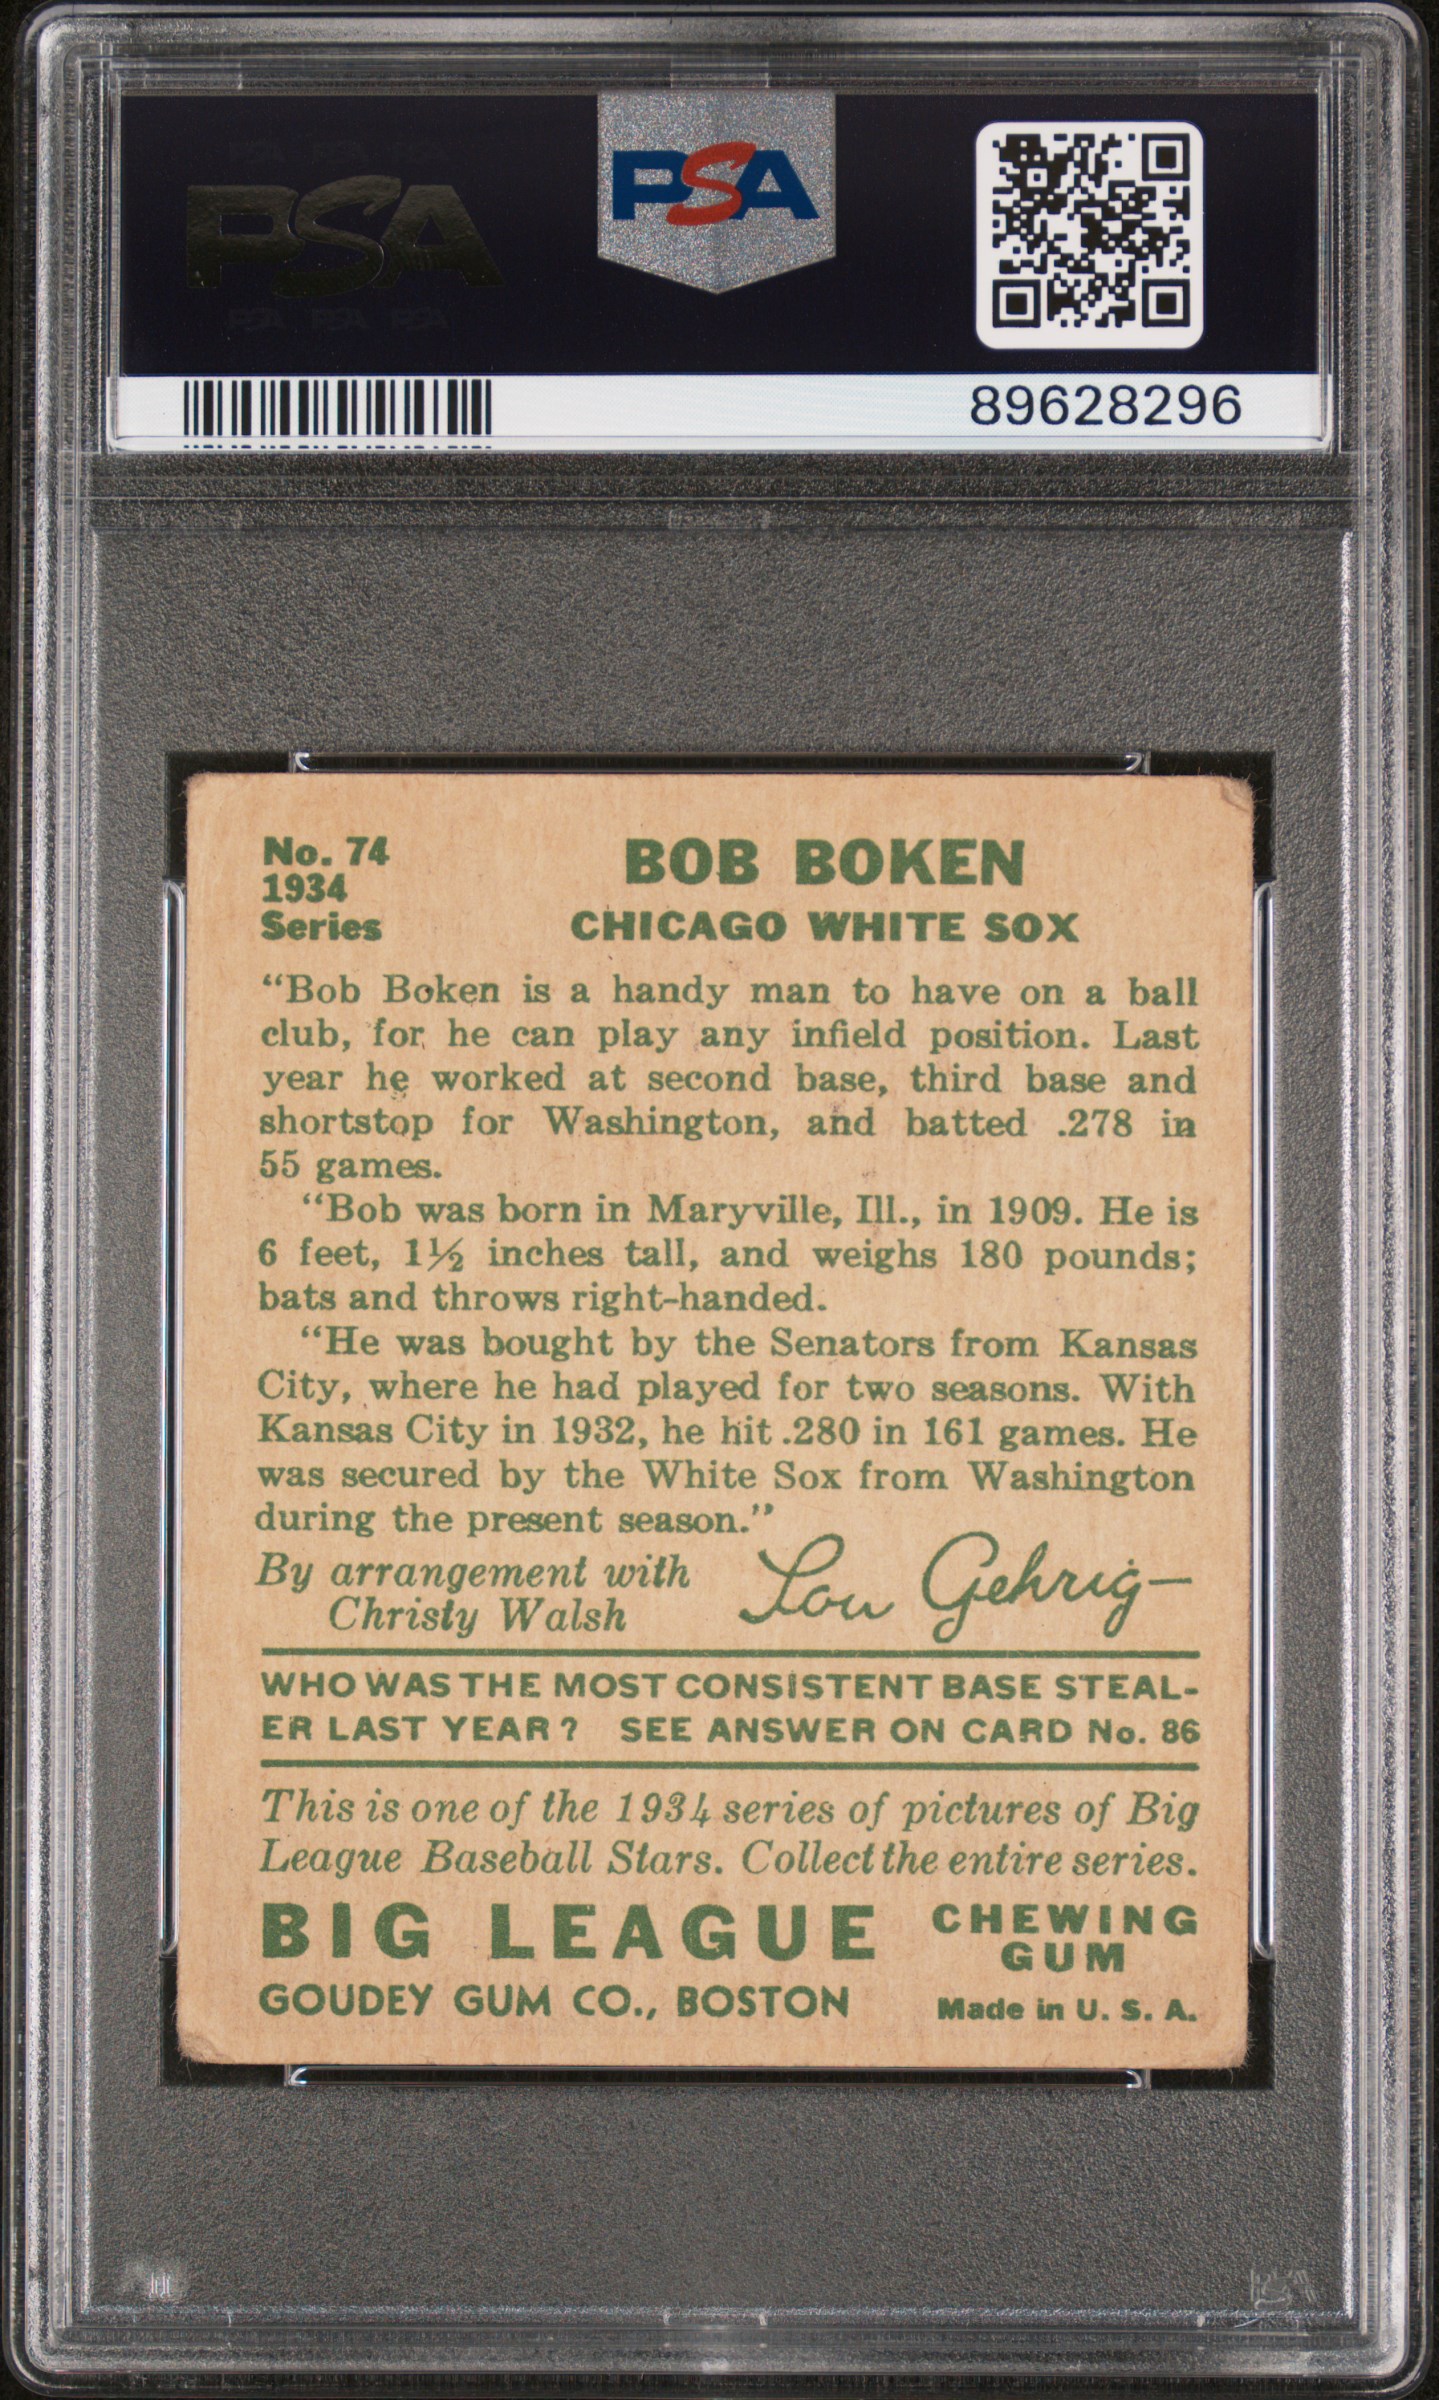 PSA
PSA
89628296
No. 74
1934
Series
BOB BOKEN
CHICAGO WHITE SOX
“Bob Boken is a handy man to have on a ball
club, for he can play any infield position. Last
year he worked at second base, third base and
shortstop for Washington, and batted .278 in
55 games.
“Bob was born in Maryville, Ill., in 1909. He is
6 feet, 1½ inches tall, and weighs 180 pounds;
bats and throws right-handed.
“He was bought by the Senators from Kansas
City, where he had played for two seasons. With
Kansas City in 1932, he hit .280 in 161 games. He
was secured by the White Sox from Washington
during the present season.”
By arrangement with
Christy Walsh
Lou Gehrig
WHO WAS THE MOST CONSISTENT BASE STEAL-
ER LAST YEAR? SEE ANSWER ON CARD No. 86
This is one of the 1934 series of pictures of Big
League Baseball Stars. Collect the entire series.
BIG LEAGUE
CHEWING
GUM
GOUDEY GUM CO., BOSTON
Made in U. S. A.